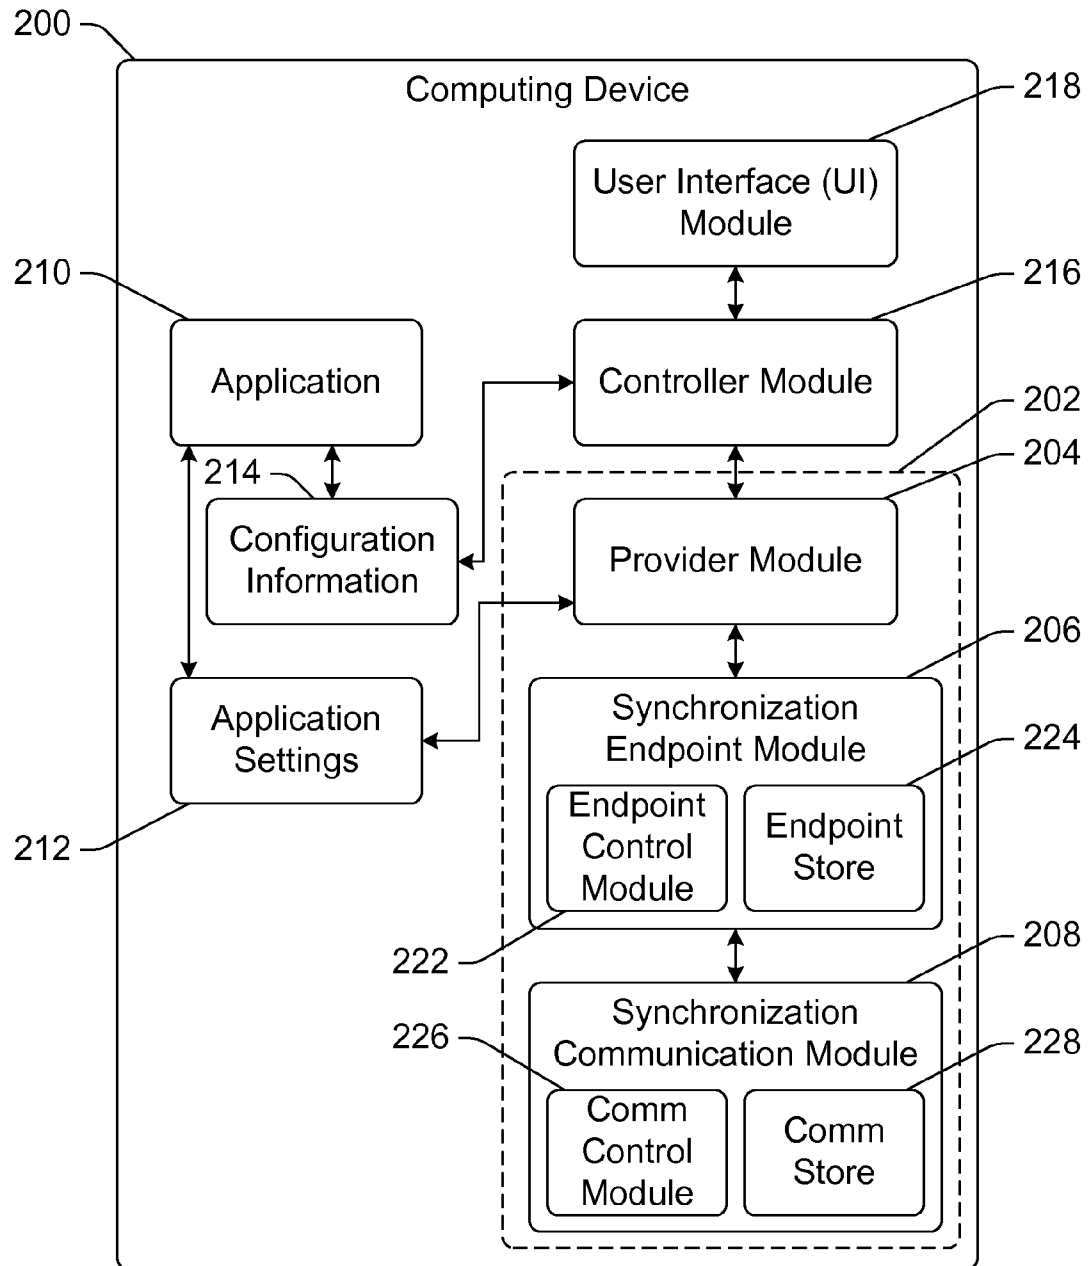 200
Computing Device
218
User Interface (UI)
Module
210
216
Application
Controller Module
202
204
214
Configuration
Information
Provider Module
206
Application
Settings
Synchronization
Endpoint Module
224
212
Endpoint
Control
Module
Endpoint
Store
222
208
Synchronization
Communication Module
226
228
Comm
Control
Module
Comm
Store